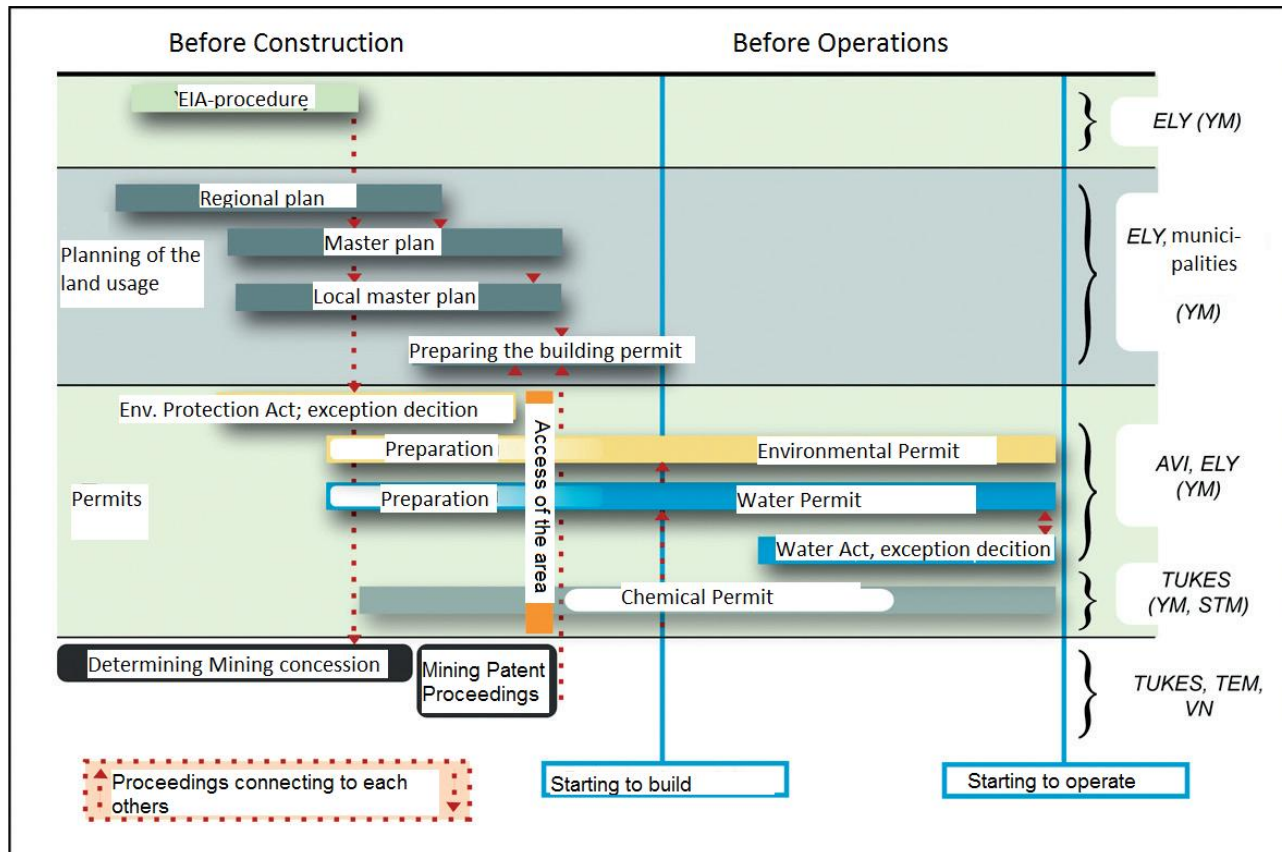 Before Construction
Before Operations
EIA-procedure
ELY (YM)
Regional plan
Planning of the
land usage
Master plan
Local master plan
Preparing the building permit
ELY, munici-
palities
(YM)
Env. Protection Act; exception decition
Access of the area
Preparation
Environmental Permit
Permits
Preparation
Water Permit
Water Act, exception decition
AVI, ELY
(YM)
Chemical Permit
TUKES
(YM, STM)
Determining Mining concession
Mining Patent
Proceedings
TUKES, TEM,
VN
Proceedings connecting to each
others
Starting to build
Starting to operate